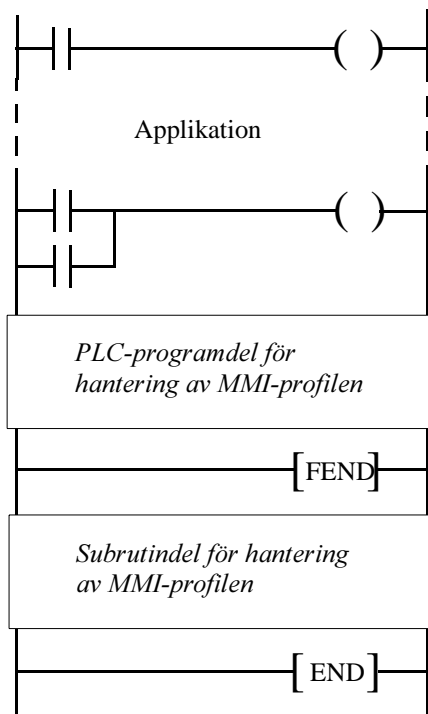 Applikation
PLC-programdel för
hantering av MMI-profilen
FEND
Subrutindel för hantering
av MMI-profilen
END